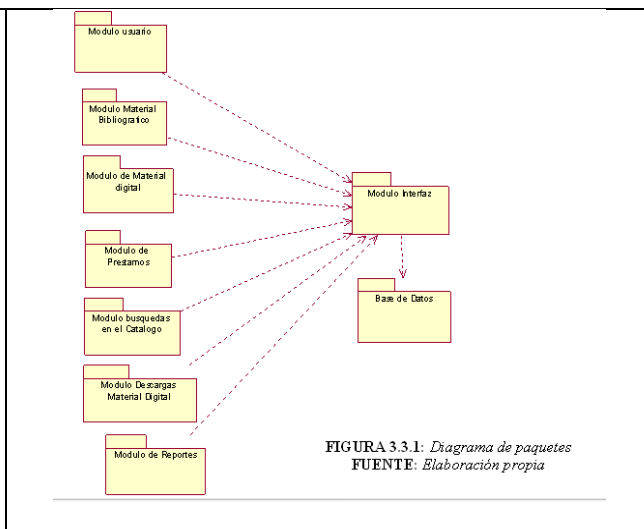 Modulo usuario
Modulo Material
Bibliografico
Modulo de Material
digital
Modulo Interfaz
Modulo de
Prestamos
Base de Datos
Modulo busquedas
en el Catalogo
Modulo Descargas
Material Digital
Modulo de Reportes
FIGURA 3.3.1: Diagrama de paquetes
FUENTE: Elaboración propia